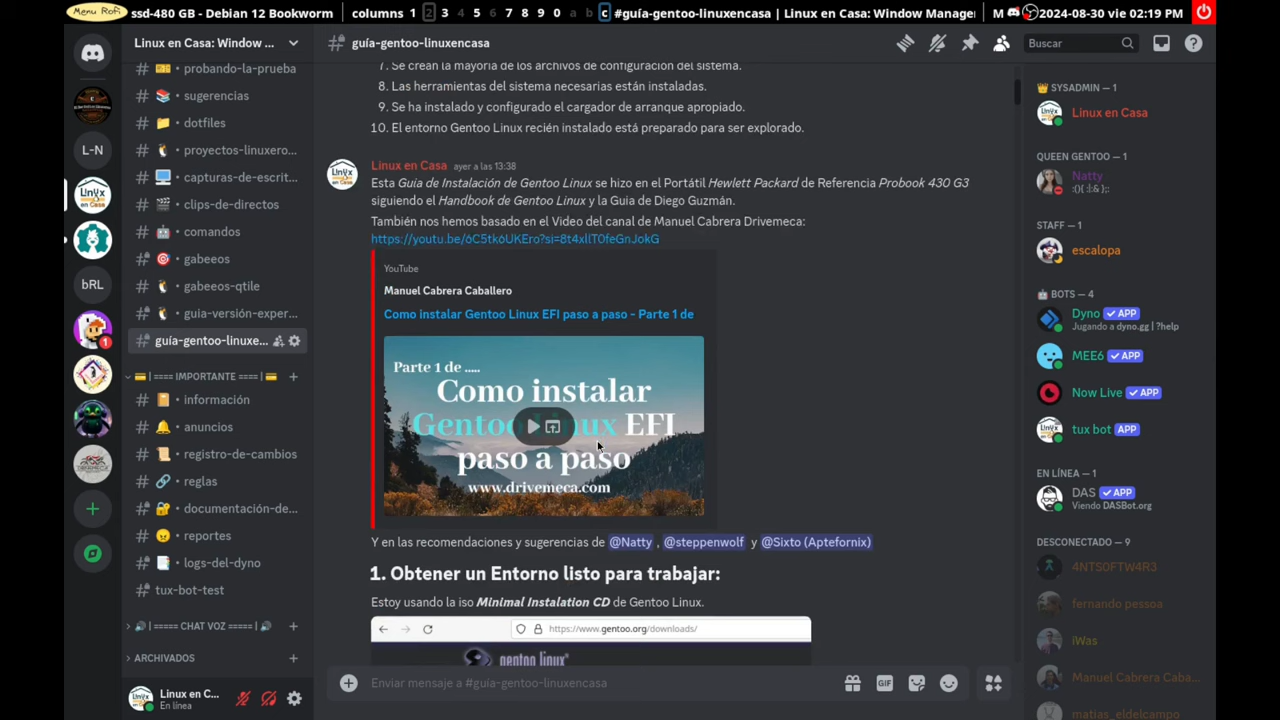 Menu Rofi ssd-480 GB - Debian 12 Bookworm columns 1 2 3 4 5 6 7 8 9 0 a b c #guía-gentoo-linuxencasa | Linux en Casa: Window Manager M 2024-08-30 vie 02:19 PM
Linux en Casa: Window ...
# guía-gentoo-linuxencasa
Buscar
# • probando-la-prueba
# • sugerencias
# • dotfiles
# • proyectos-linuxero...
# • capturas-de-escrit...
# • clips-de-directos
# • comandos
# • gabeeos
# • gabeeos-qtile
# • guia-versión-exper...
# guía-gentoo-linuxe...
| ===== IMPORTANTE ====|
# • información
# • anuncios
# • registro-de-cambios
# • reglas
# • documentación-de...
# • reportes
# • logs-del-dyno
# tux-bot-test
| ===== CHAT VOZ ===== |
ARCHIVADOS
Linux en C...
En línea
L-N
bRL
1
7. Se crean la mayoría de los archivos de configuración del sistema.
8. Las herramientas del sistema necesarias están instaladas.
9. Se ha instalado y configurado el cargador de arranque apropiado.
10. El entorno Gentoo Linux recién instalado está preparado para ser explorado.
Linux en Casa ayer a las 13:38
Esta Guia de Instalación de Gentoo Linux se hizo en el Portátil Hewlett Packard de Referencia Probook 430 G3
siguiendo el Handbook de Gentoo Linux y la Guia de Diego Guzmán.
También nos hemos basado en el Video del canal de Manuel Cabrera Drivemeca:
https://youtu.be/6C5tk6UKEro?si=8t4xllT0feGnJokG
YouTube
Manuel Cabrera Caballero
Como instalar Gentoo Linux EFI paso a paso - Parte 1 de
Parte 1 de .....
Como instalar
Gentoo Linux EFI
paso a paso
www.drivemeca.com
Y en las recomendaciones y sugerencias de @Natty , @steppenwolf y @Sixto (Aptefornix)
1. Obtener un Entorno listo para trabajar:
Estoy usando la iso Minimal Instalation CD de Gentoo Linux.
https://www.gentoo.org/downloads/
gentoo linux
Enviar mensaje a #guía-gentoo-linuxencasa
GIF
SYSADMIN — 1
Linux en Casa
QUEEN GENTOO — 1
Natty
:(){ :|:& };:
STAFF — 1
escalopa
BOTS — 4
Dyno APP
Jugando a dyno.gg | ?help
MEE6 APP
Now Live APP
tux bot APP
EN LÍNEA — 1
DAS APP
Viendo DASBot.org
DESCONECTADO — 9
4NTS0FTW4R3
fernando pessoa
iWas
Manuel Cabrera Caba...
matias_eldelcampo